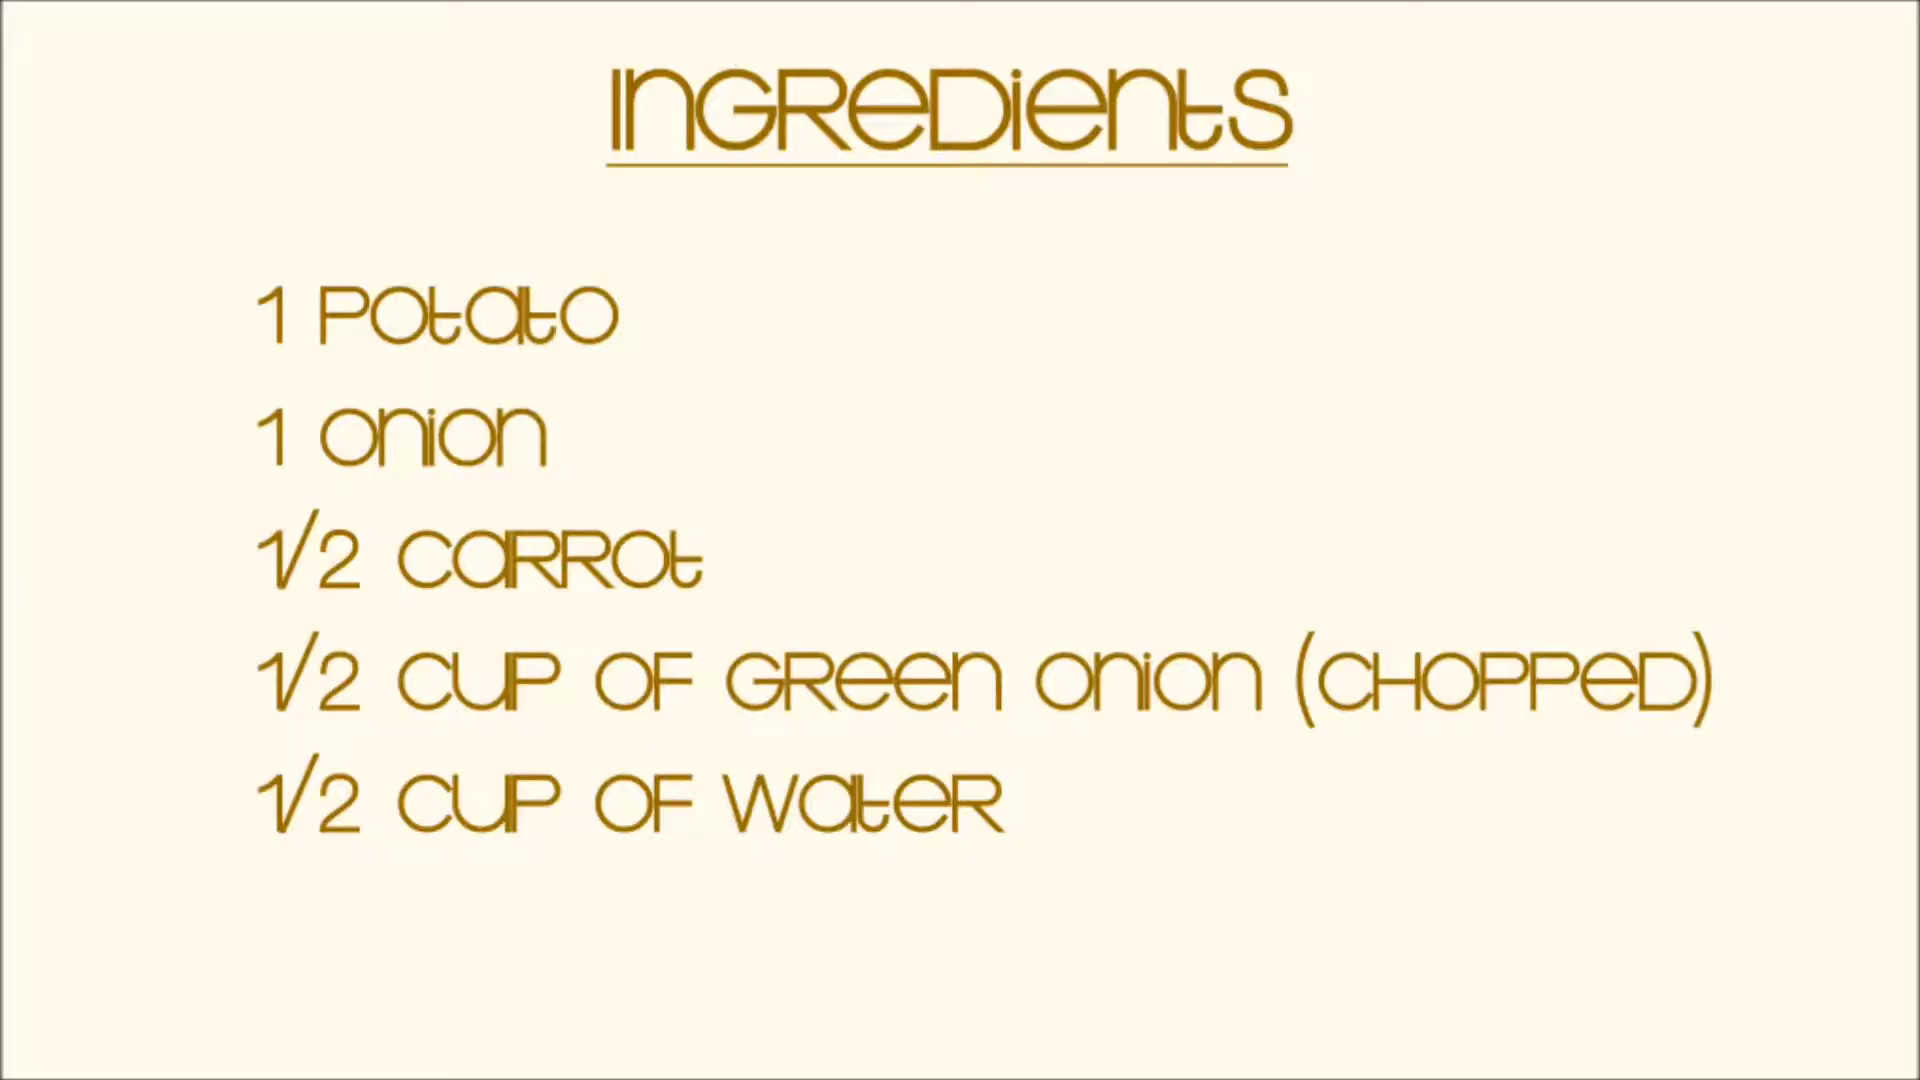 Ingredients
1 Potato
1 Onion
1/2 Carrot
1/2 Cup of Green Onion (Chopped)
1/2 Cup of Water